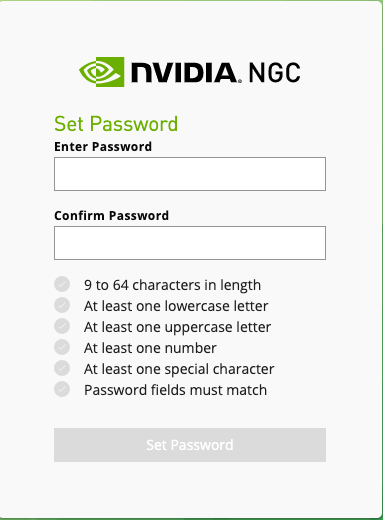 NVIDIA. NGC
Set Password
Enter Password
Confirm Password
9 to 64 characters in length
At least one lowercase letter
At least one uppercase letter
At least one number
At least one special character
Password fields must match
Set Password